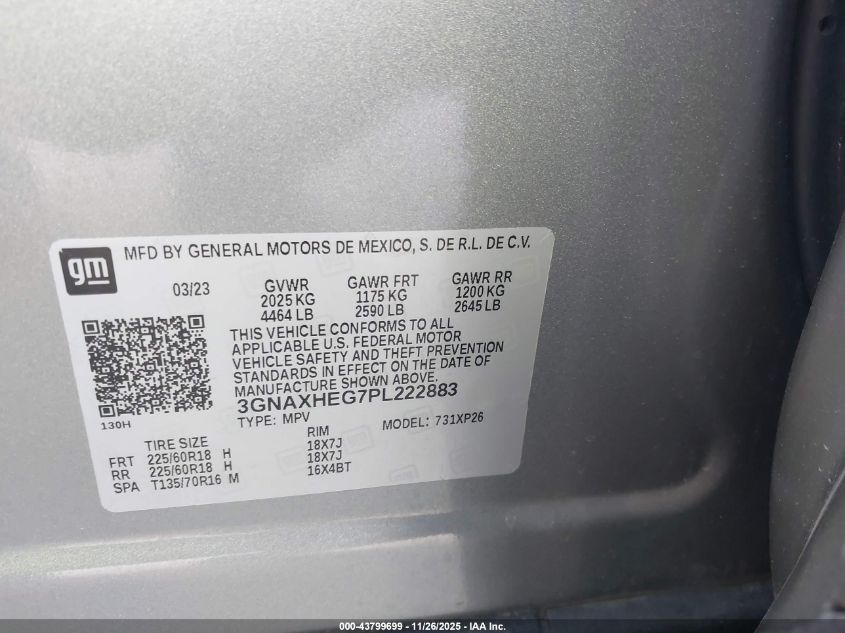 gm
MFD BY GENERAL MOTORS DE MEXICO, S. DE R.L. DE C.V.
03/23 GVWR GAWR FRT GAWR RR
2025 KG 1175 KG 1200 KG
4464 LB 2590 LB 2645 LB
THIS VEHICLE CONFORMS TO ALL
APPLICABLE U.S. FEDERAL MOTOR
VEHICLE SAFETY AND THEFT PREVENTION
STANDARDS IN EFFECT ON THE DATE OF
MANUFACTURE SHOWN ABOVE.
3GNAXHEG7PL222883
130H
TYPE: MPV MODEL: 731XP26
TIRE SIZE RIM
FRT 225/60R18 H 18X7J
RR 225/60R18 H 18X7J
SPA T135/70R16 M 16X4BT
000-43799699 - 11/26/2025 - IAA Inc.